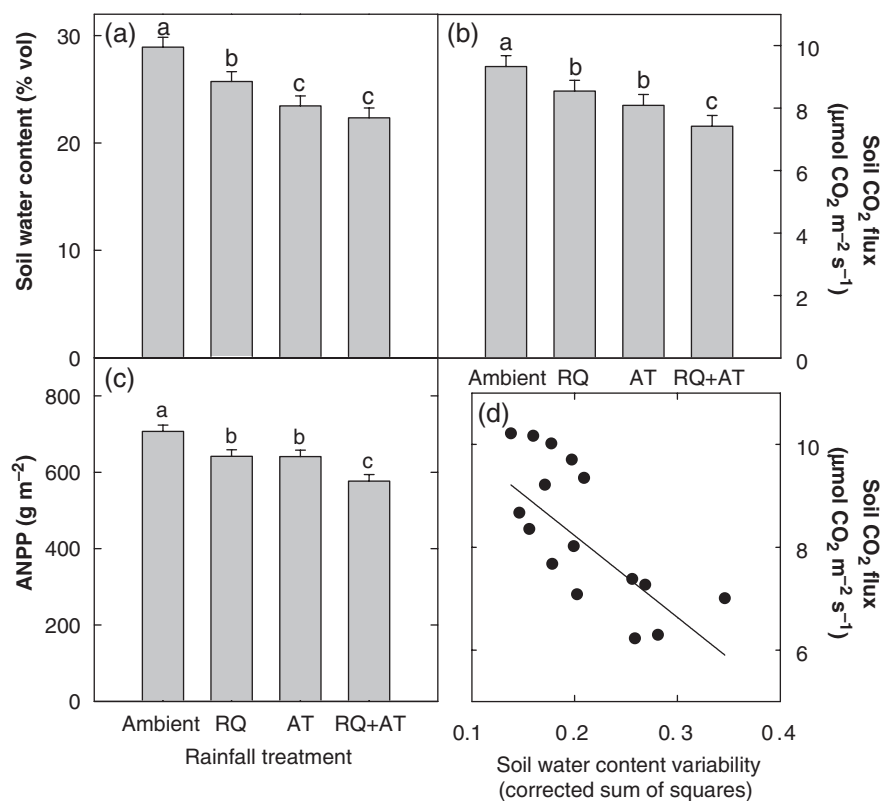 (a)
Soil water content (% vol)
30
20
10
0
a
b
c
c
(b)
a
b
b
c
10
8
6
4
2
0
Soil CO₂ flux
(μmol CO₂ m⁻² s⁻¹)
Ambient RQ AT RQ+AT
(c)
ANPP (g m⁻²)
800
600
400
200
0
a
b
b
c
Ambient RQ AT RQ+AT
Rainfall treatment
(d)
10
8
6
Soil CO₂ flux
(μmol CO₂ m⁻² s⁻¹)
0.1 0.2 0.3 0.4
Soil water content variability
(corrected sum of squares)